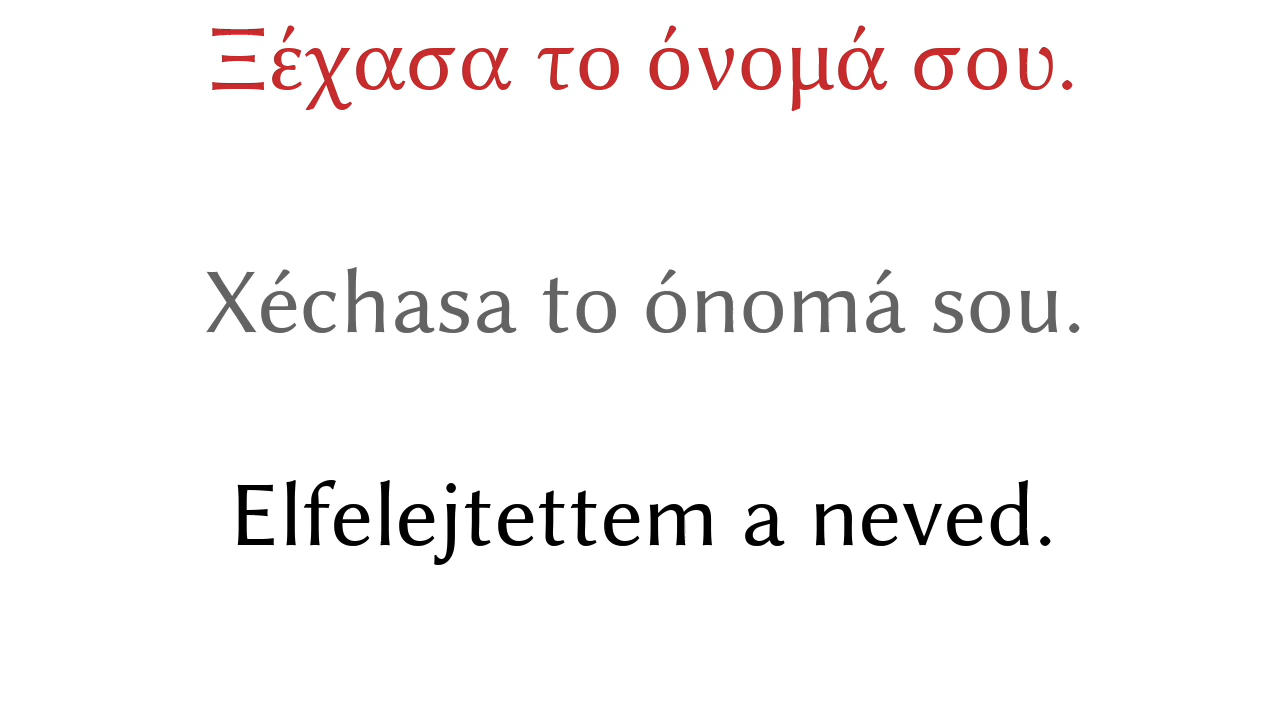 Ξέχασα το όνομά σου.
Xéchasa to ónomá sou.
Elfelejtettem a neved.